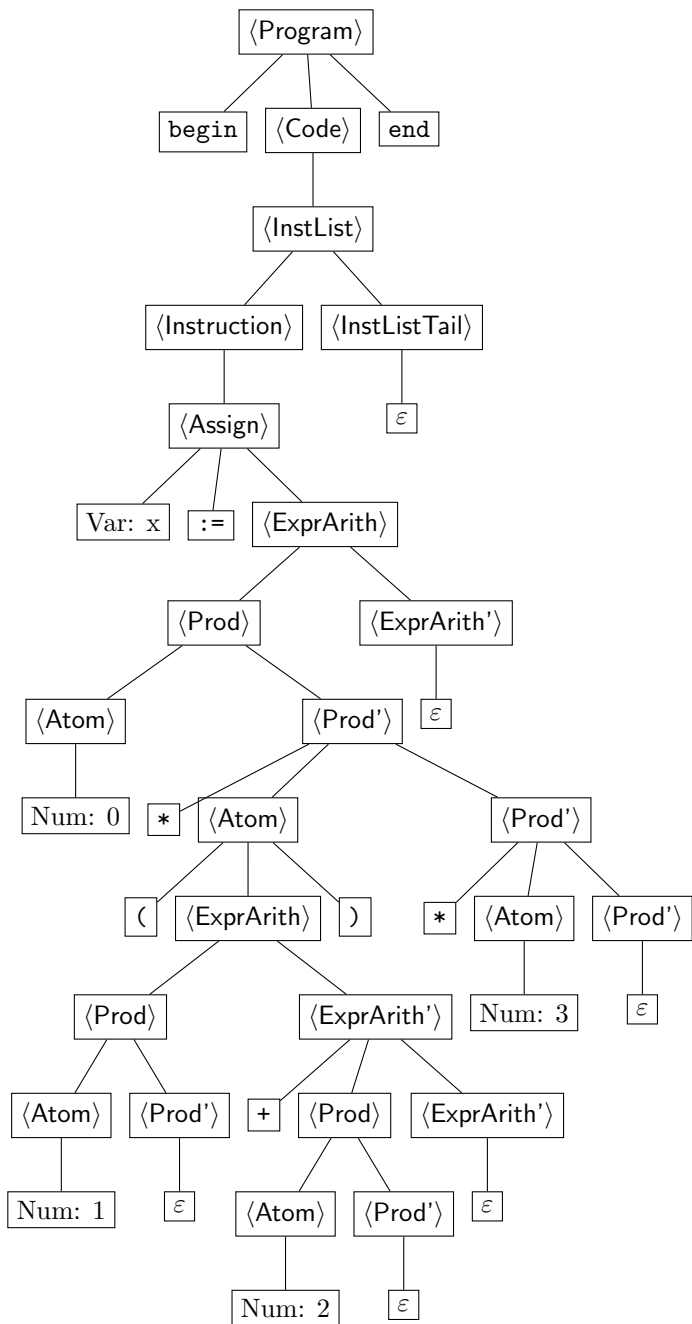 ⟨Program⟩
begin ⟨Code⟩ end
⟨InstList⟩
⟨Instruction⟩ ⟨InstListTail⟩
⟨Assign⟩ ε
Var: x := ⟨ExprArith⟩
⟨Prod⟩ ⟨ExprArith'⟩
⟨Atom⟩ ⟨Prod'⟩ ε
Num: 0 * ⟨Atom⟩ ⟨Prod'⟩
( ⟨ExprArith⟩ ) * ⟨Atom⟩ ⟨Prod'⟩
⟨Prod⟩ ⟨ExprArith'⟩ Num: 3 ε
⟨Atom⟩ ⟨Prod'⟩ + ⟨Prod⟩ ⟨ExprArith'⟩
Num: 1 ε ⟨Atom⟩ ⟨Prod'⟩ ε
Num: 2 ε